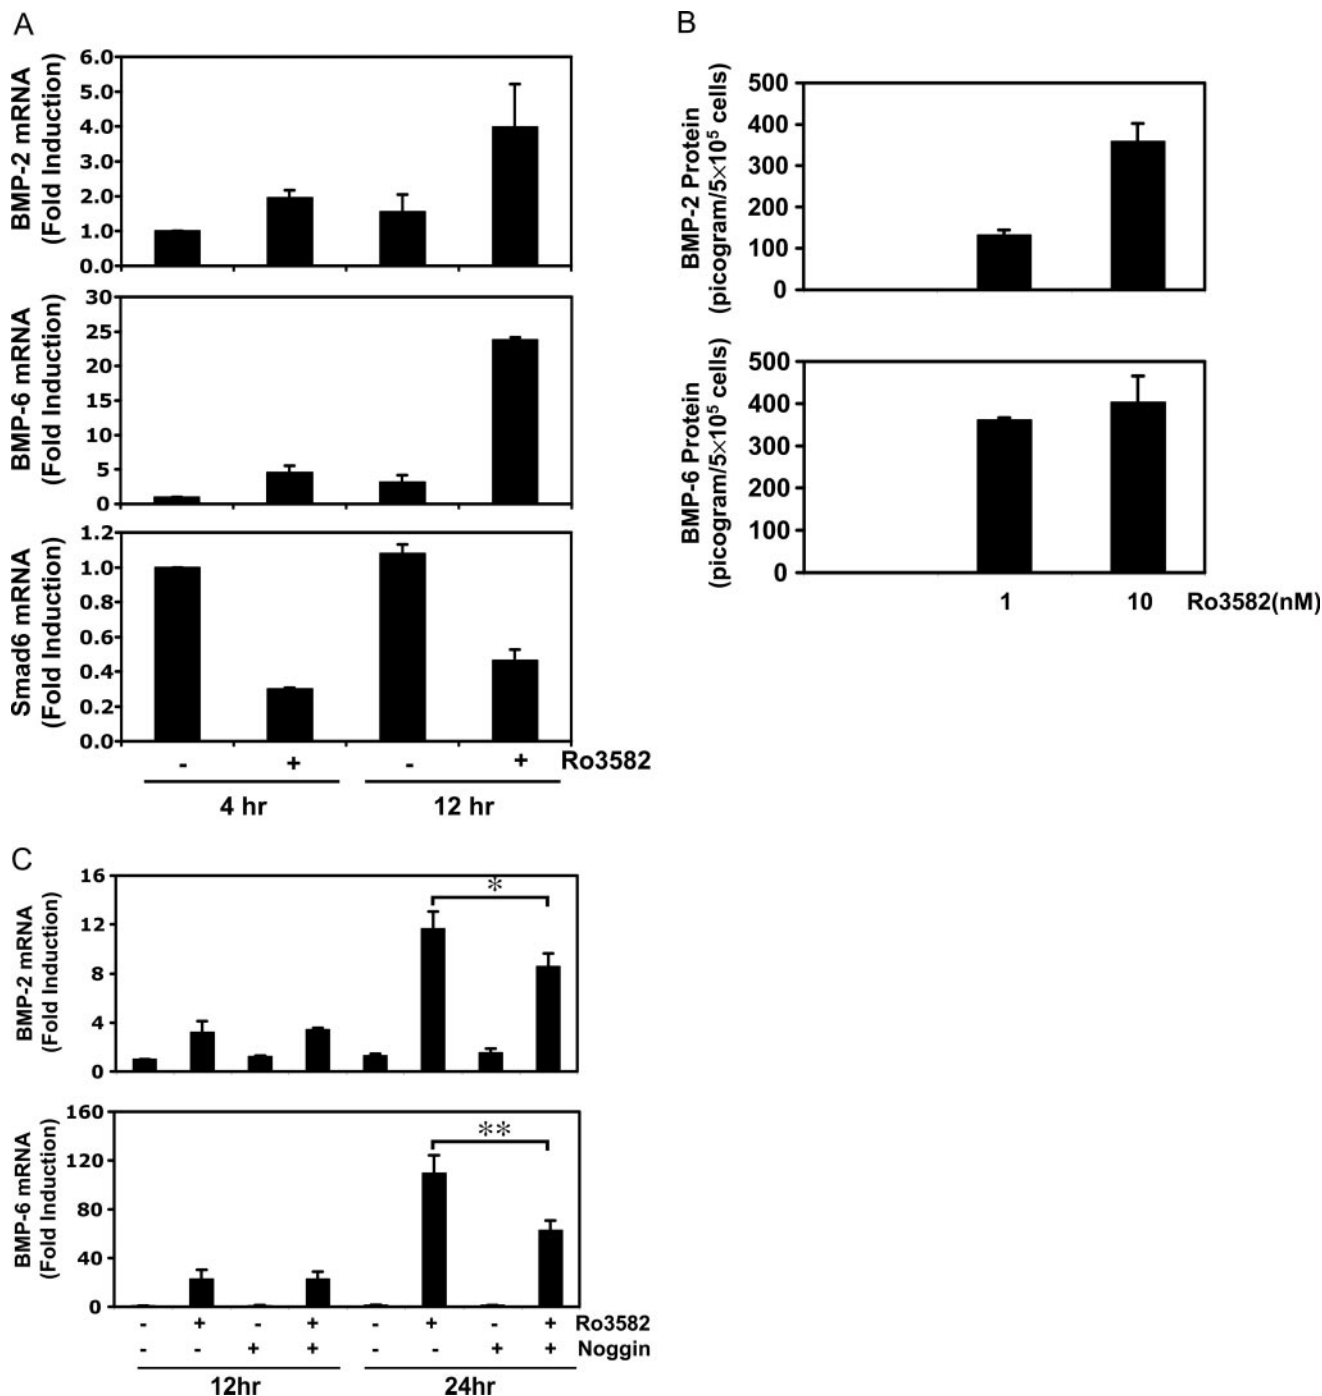 A
BMP-2 mRNA
(Fold Induction)
6.0
5.0
4.0
3.0
2.0
1.0
0.0
BMP-6 mRNA
(Fold Induction)
30
25
20
15
10
5
0
Smad6 mRNA
(Fold Induction)
1.2
1.0
0.8
0.6
0.4
0.2
0.0
- + - + Ro3582
4 hr 12 hr
B
BMP-2 Protein
(picogram/5×10⁵ cells)
500
400
300
200
100
0
BMP-6 Protein
(picogram/5×10⁵ cells)
500
400
300
200
100
0
1 10 Ro3582(nM)
C
BMP-2 mRNA
(Fold Induction)
16
12
8
4
0
*
BMP-6 mRNA
(Fold Induction)
160
120
80
40
0
**
- + - + - + - + Ro3582
- - + + - - + + Noggin
12hr 24hr